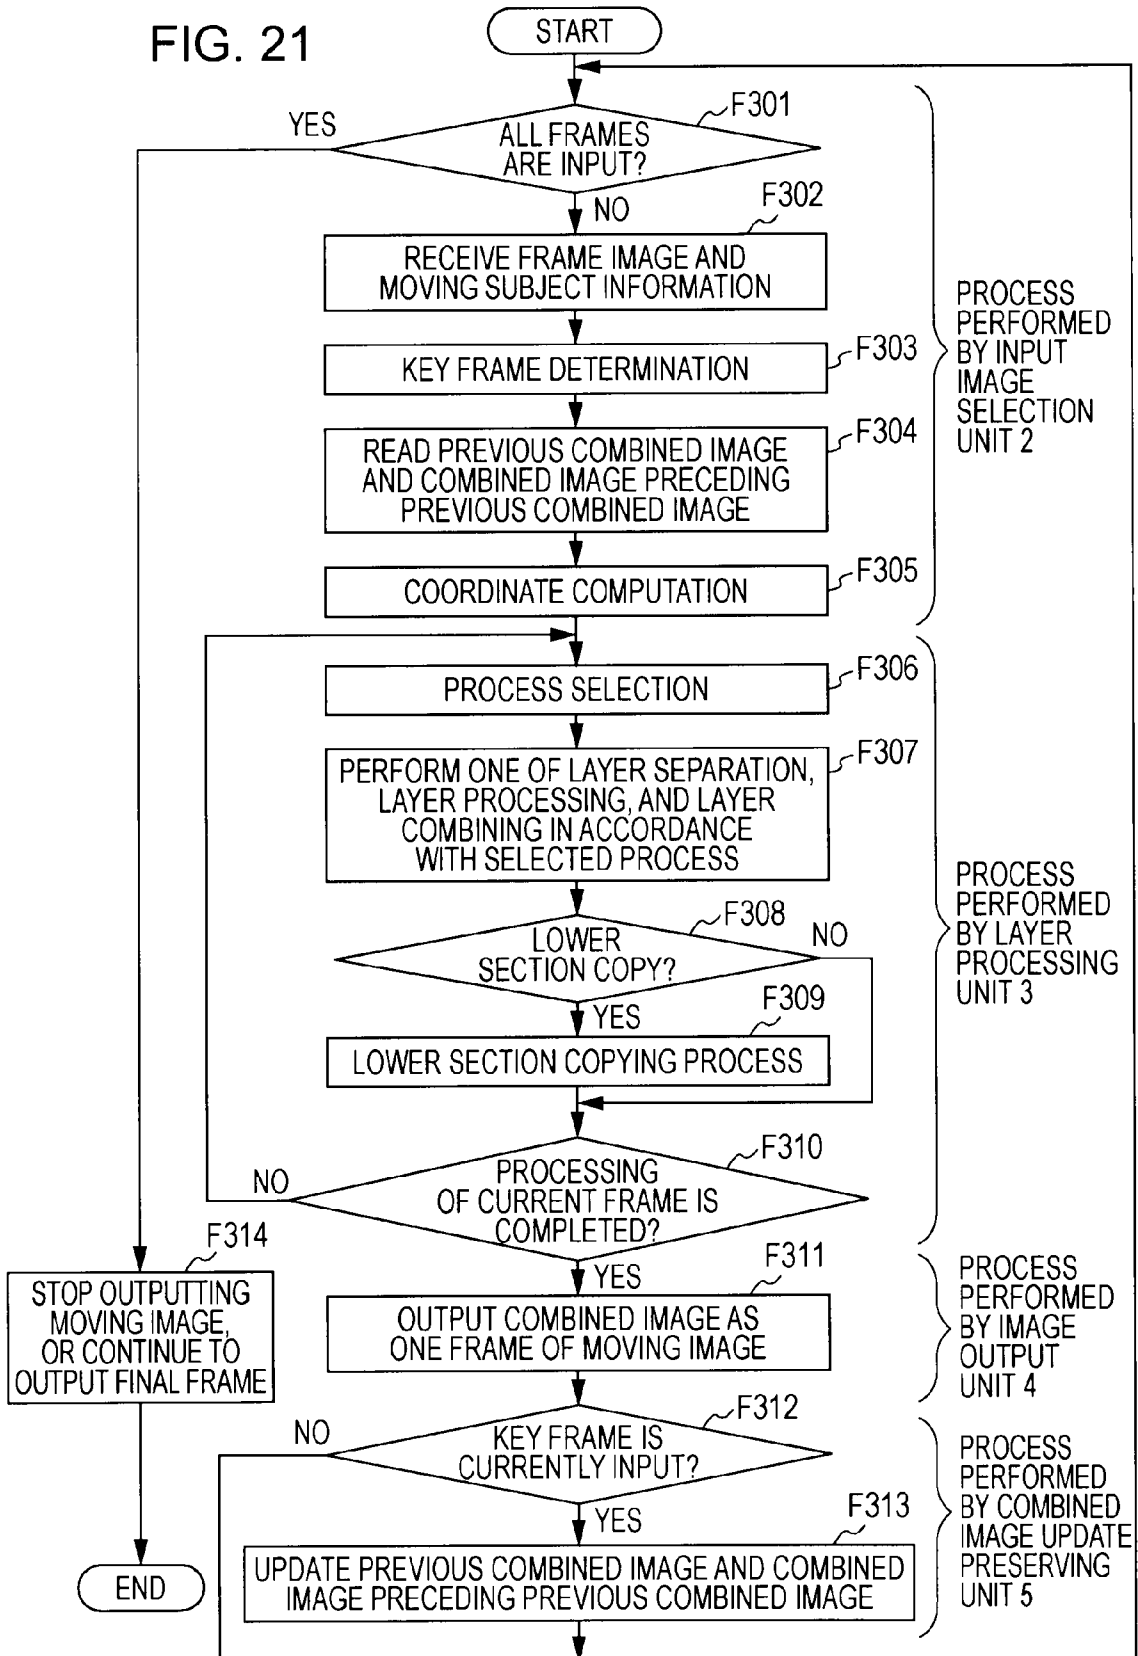 FIG. 21
START
F301
YES
ALL FRAMES
ARE INPUT?
NO
F302
RECEIVE FRAME IMAGE AND
MOVING SUBJECT INFORMATION
F303
KEY FRAME DETERMINATION
F304
READ PREVIOUS COMBINED IMAGE
AND COMBINED IMAGE PRECEDING
PREVIOUS COMBINED IMAGE
F305
COORDINATE COMPUTATION
PROCESS
PERFORMED
BY INPUT
IMAGE
SELECTION
UNIT 2
F306
PROCESS SELECTION
F307
PERFORM ONE OF LAYER SEPARATION,
LAYER PROCESSING, AND LAYER
COMBINING IN ACCORDANCE
WITH SELECTED PROCESS
F308
LOWER
SECTION COPY?
NO
YES
F309
LOWER SECTION COPYING PROCESS
F310
PROCESSING
OF CURRENT FRAME IS
COMPLETED?
NO
YES
PROCESS
PERFORMED
BY LAYER
PROCESSING
UNIT 3
F314
STOP OUTPUTTING
MOVING IMAGE,
OR CONTINUE TO
OUTPUT FINAL FRAME
F311
OUTPUT COMBINED IMAGE AS
ONE FRAME OF MOVING IMAGE
PROCESS
PERFORMED
BY IMAGE
OUTPUT
UNIT 4
F312
KEY FRAME IS
CURRENTLY INPUT?
NO
YES
F313
UPDATE PREVIOUS COMBINED IMAGE AND COMBINED
IMAGE PRECEDING PREVIOUS COMBINED IMAGE
PROCESS
PERFORMED
BY COMBINED
IMAGE UPDATE
PRESERVING
UNIT 5
END